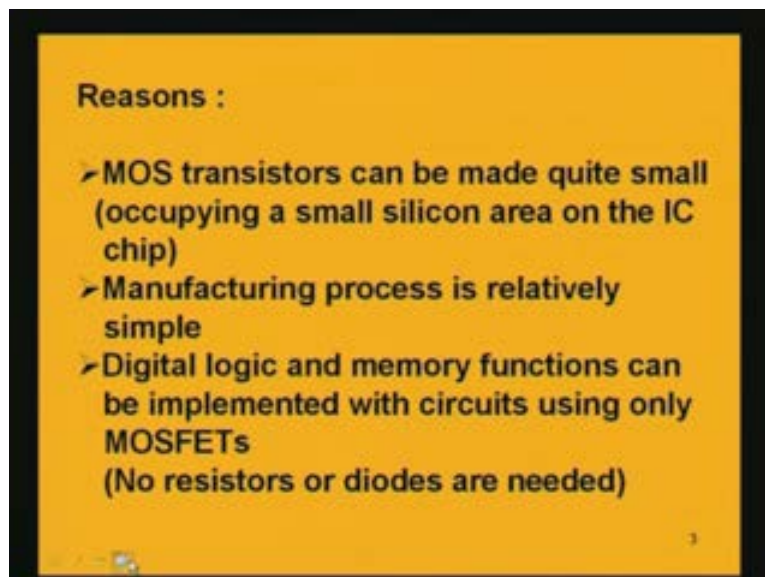 Reasons :
➢MOS transistors can be made quite small
(occupying a small silicon area on the IC
chip)
➢Manufacturing process is relatively
simple
➢Digital logic and memory functions can
be implemented with circuits using only
MOSFETs
(No resistors or diodes are needed)
3